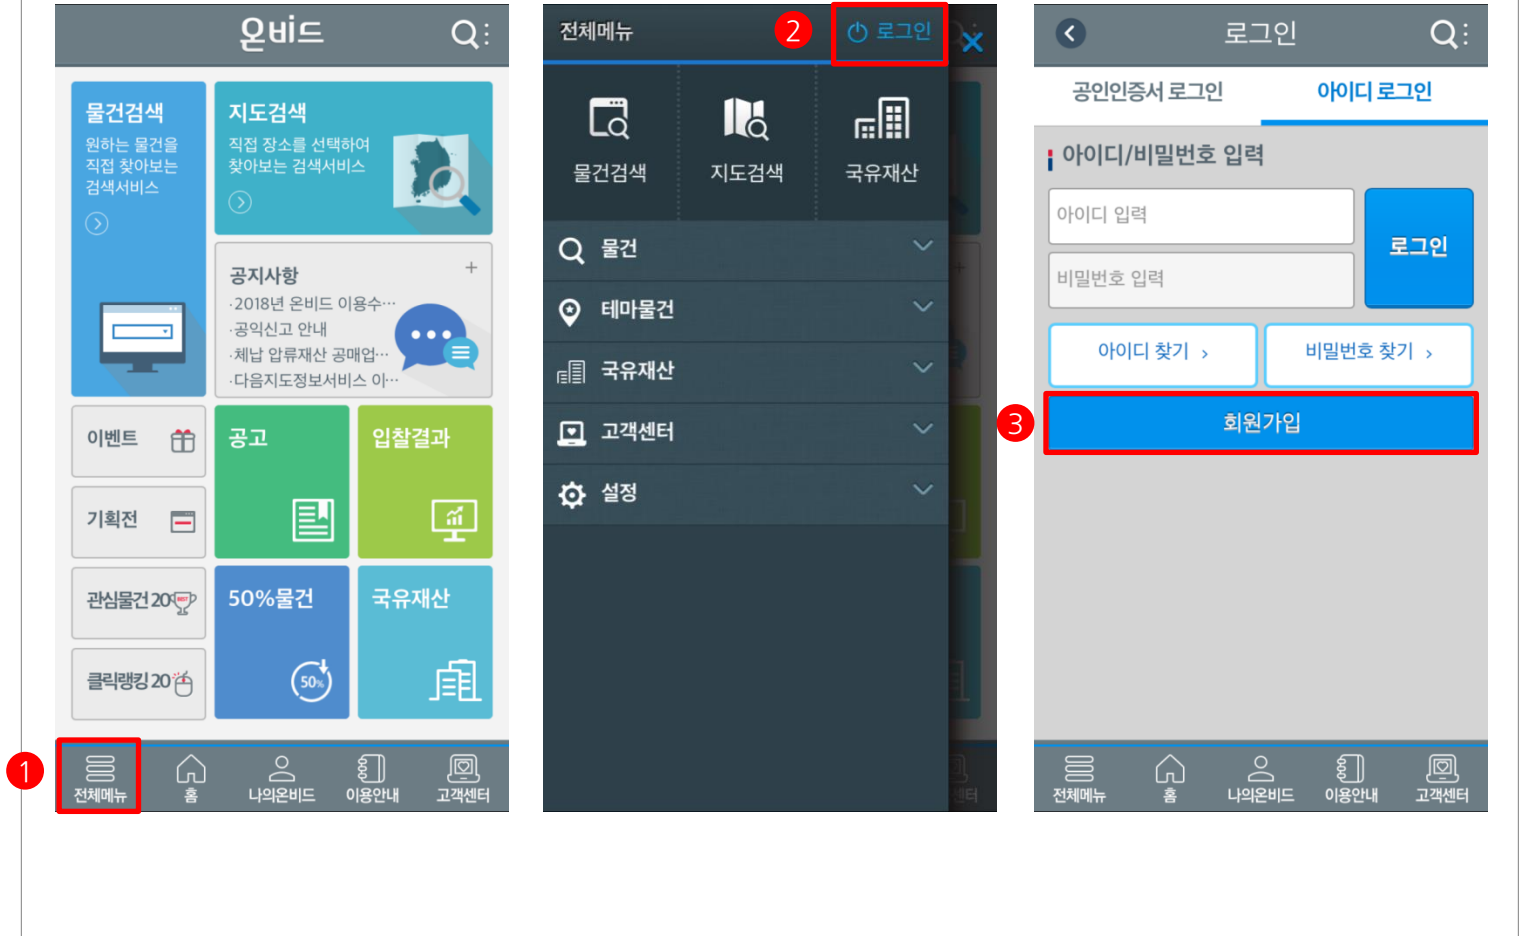 온비드
물건검색
원하는 물건을
직접 찾아보는
검색서비스
지도검색
직접 장소를 선택하여
찾아보는 검색서비스
공지사항
+
·2018년 온비드 이용수…
·공익신고 안내
·체납 압류재산 공매업…
·다음지도정보서비스 이…
이벤트
공고
입찰결과
기획전
관심물건 20
50%물건
국유재산
클릭랭킹 20
50%
1
전체메뉴
홈
나의온비드
이용안내
고객센터
전체메뉴
2
로그인
물건검색
지도검색
국유재산
물건
테마물건
국유재산
고객센터
설정
센터
로그인
공인인증서 로그인
아이디 로그인
아이디/비밀번호 입력
아이디 입력
비밀번호 입력
로그인
아이디 찾기 >
비밀번호 찾기 >
3
회원가입
전체메뉴
홈
나의온비드
이용안내
고객센터